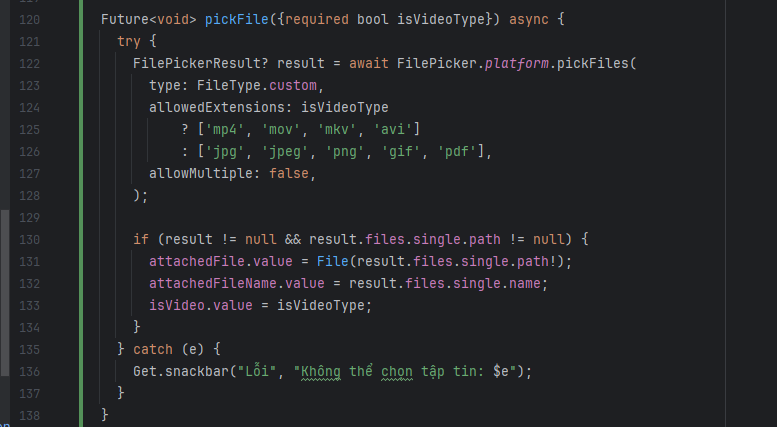 120 Future<void> pickFile({required bool isVideoType}) async {
121 try {
122 FilePickerResult? result = await FilePicker.platform.pickFiles(
123 type: FileType.custom,
124 allowedExtensions: isVideoType
125 ? ['mp4', 'mov', 'mkv', 'avi']
126 : ['jpg', 'jpeg', 'png', 'gif', 'pdf'],
127 allowMultiple: false,
128 );
129
130 if (result != null && result.files.single.path != null) {
131 attachedFile.value = File(result.files.single.path!);
132 attachedFileName.value = result.files.single.name;
133 isVideo.value = isVideoType;
134 }
135 } catch (e) {
136 Get.snackbar("Lỗi", "Không thể chọn tập tin: $e");
137 }
138 }